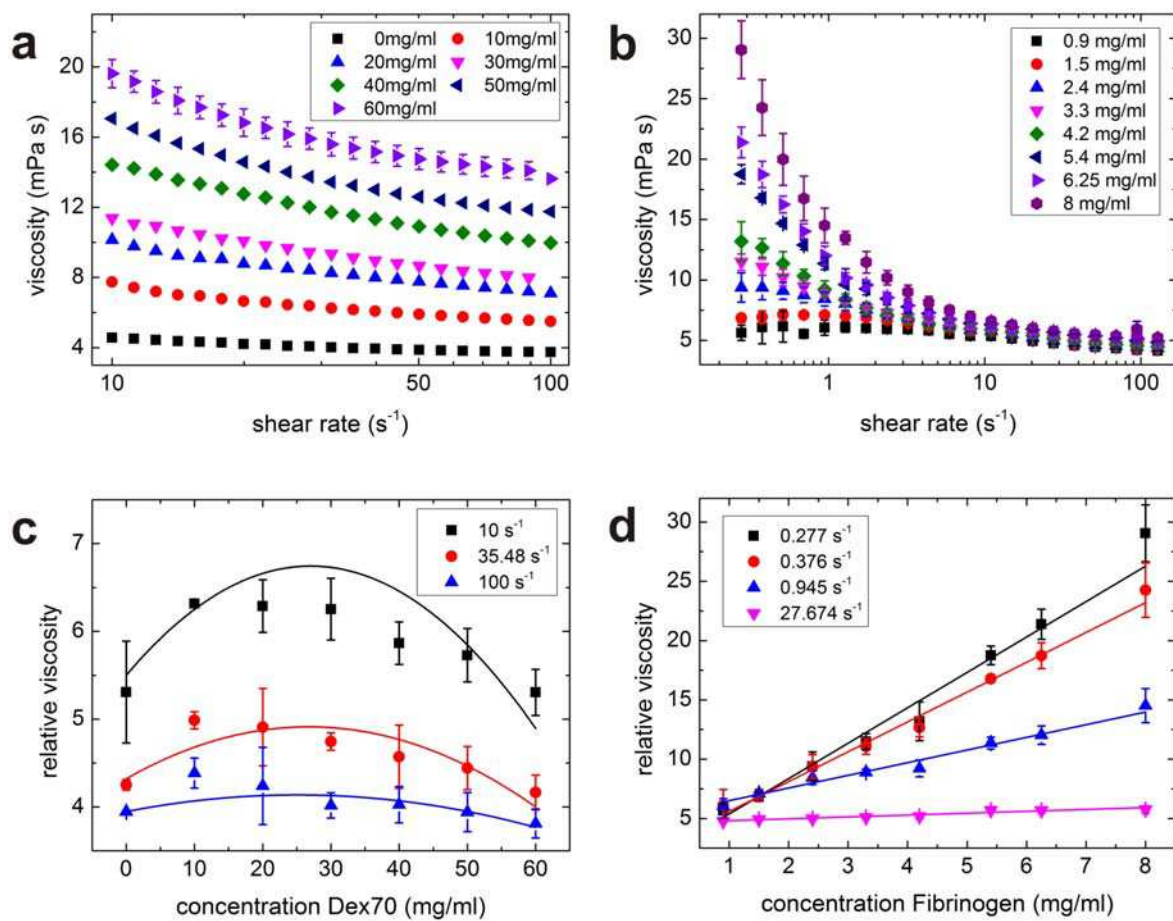 a
0mg/ml 10mg/ml
20mg/ml 30mg/ml
40mg/ml 50mg/ml
60mg/ml
20
16
12
8
4
viscosity (mPa s)
10 50 100
shear rate (s⁻¹)
b
0.9 mg/ml
1.5 mg/ml
2.4 mg/ml
3.3 mg/ml
4.2 mg/ml
5.4 mg/ml
6.25 mg/ml
8 mg/ml
30
25
20
15
10
5
viscosity (mPa s)
1 10 100
shear rate (s⁻¹)
c
10 s⁻¹
35.48 s⁻¹
100 s⁻¹
7
6
5
4
relative viscosity
0 10 20 30 40 50 60
concentration Dex70 (mg/ml)
d
0.277 s⁻¹
0.376 s⁻¹
0.945 s⁻¹
27.674 s⁻¹
30
25
20
15
10
5
relative viscosity
1 2 3 4 5 6 7 8
concentration Fibrinogen (mg/ml)